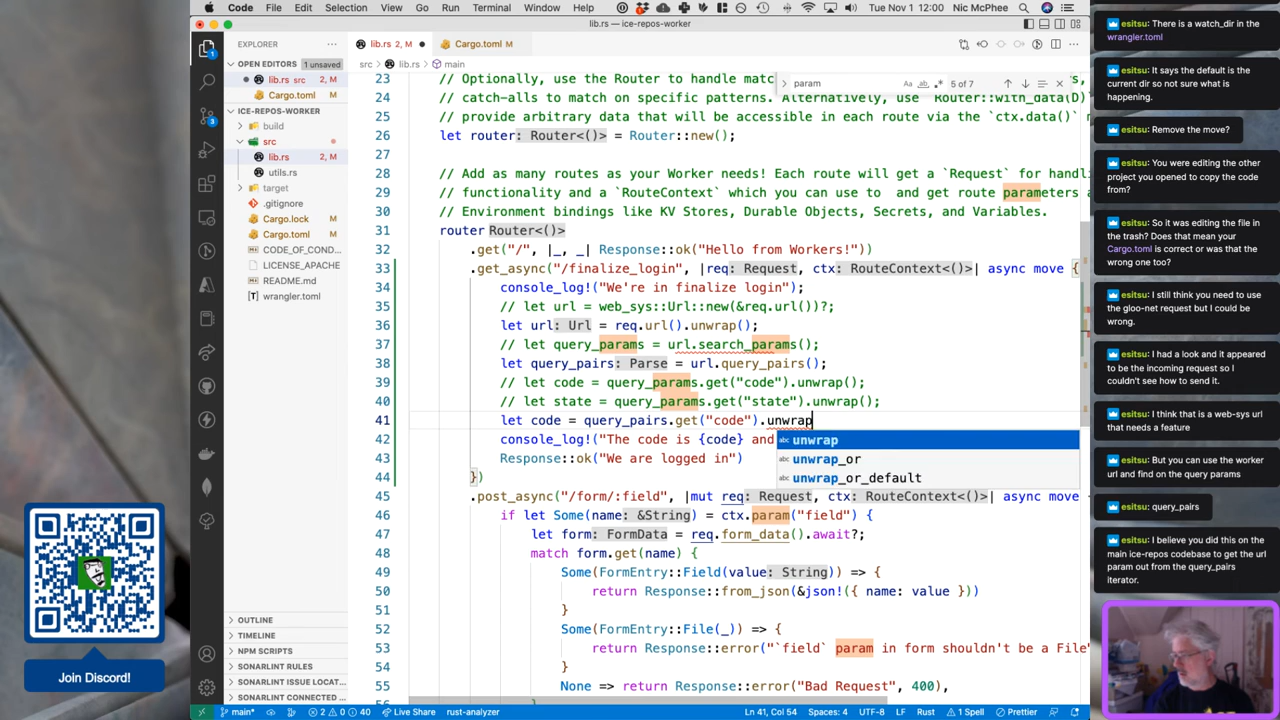 Code File Edit Selection View Go Run Terminal Window Help
Nic McPhee
Tue Nov 1 12:00
lib.rs — ice-repos-worker
EXPLORER
OPEN EDITORS 1 unsaved
lib.rs 2, M
Cargo.toml M
ICE-REPOS-WORKER
build
src
lib.rs 2, M
utils.rs
target
.gitignore
Cargo.lock M
Cargo.toml M
CODE_OF_COND...
LICENSE_APACHE
README.md
wrangler.toml
OUTLINE
TIMELINE
NPM SCRIPTS
SONARLINT RULES
SONARLINT ISSUE LOCAT...
SONARLINT CONNECTED ...
lib.rs 2, M
Cargo.toml M
src > lib.rs > main
param
Aa ab
5 of 7
23 // Optionally, use the Router to handle matc
24 // catch-alls to match on specific patterns. Alternatively, use `Router::with_data(D)`
25 // provide arbitrary data that will be accessible in each route via the `ctx.data()` m
26 let router: Router<()> = Router::new();
27
28 // Add as many routes as your Worker needs! Each route will get a `Request` for handli
29 // functionality and a `RouteContext` which you can use to  and get route parameters a
30 // Environment bindings like KV Stores, Durable Objects, Secrets, and Variables.
31 router Router<()>
32 .get("/", |_, _| Response::ok("Hello from Workers!"))
33 .get_async("/finalize_login", |req: Request, ctx: RouteContext<()>| async move {
34 console_log!("We're in finalize login");
35 // let url = web_sys::Url::new(&req.url())?;
36 let url: Url = req.url().unwrap();
37 // let query_params = url.search_params();
38 let query_pairs: Parse = url.query_pairs();
39 // let code = query_params.get("code").unwrap();
40 // let state = query_params.get("state").unwrap();
41 let code = query_pairs.get("code").unwrap
42 console_log!("The code is {code} and
43 Response::ok("We are logged in")
44 })
45 .post_async("/form/:field", |mut req: Request, ctx: RouteContext<()>| async move
46 if let Some(name: &String) = ctx.param("field") {
47 let form: FormData = req.form_data().await?;
48 match form.get(name) {
49 Some(FormEntry::Field(value: String)) => {
50 return Response::from_json(&json!({ name: value }))
51 }
52 Some(FormEntry::File(_)) => {
53 return Response::error("`field` param in form shouldn't be a File"
54 }
55 None => return Response::error("Bad Request", 400),
abc unwrap
abc unwrap_or
abc unwrap_or_default
main*
2 0 0
Live Share
rust-analyzer
Ln 41, Col 54
Spaces: 4
UTF-8
LF
Rust
1 Spell
Prettier
Join Discord!
esitsu: There is a watch_dir in the
wrangler.toml
esitsu: It says the default is the
current dir so not sure what is
happening.
esitsu: Remove the move?
esitsu: You were editing the other
project you opened to copy the code
from?
esitsu: So it was editing the file in
the trash? Does that mean your
Cargo.toml is correct or was that the
wrong one too?
esitsu: I still think you need to use
the gloo-net request but I could be
wrong.
esitsu: I had a look and it appeared
to be the incoming request so I
couldn't see how to send it.
esitsu: I think that is a web-sys url
that needs a feature
esitsu: But you can use the worker
url and find on the query params
esitsu: query_pairs
esitsu: I believe you did this on the
main ice-repos codebase to get the url
param out from the query_pairs
iterator.